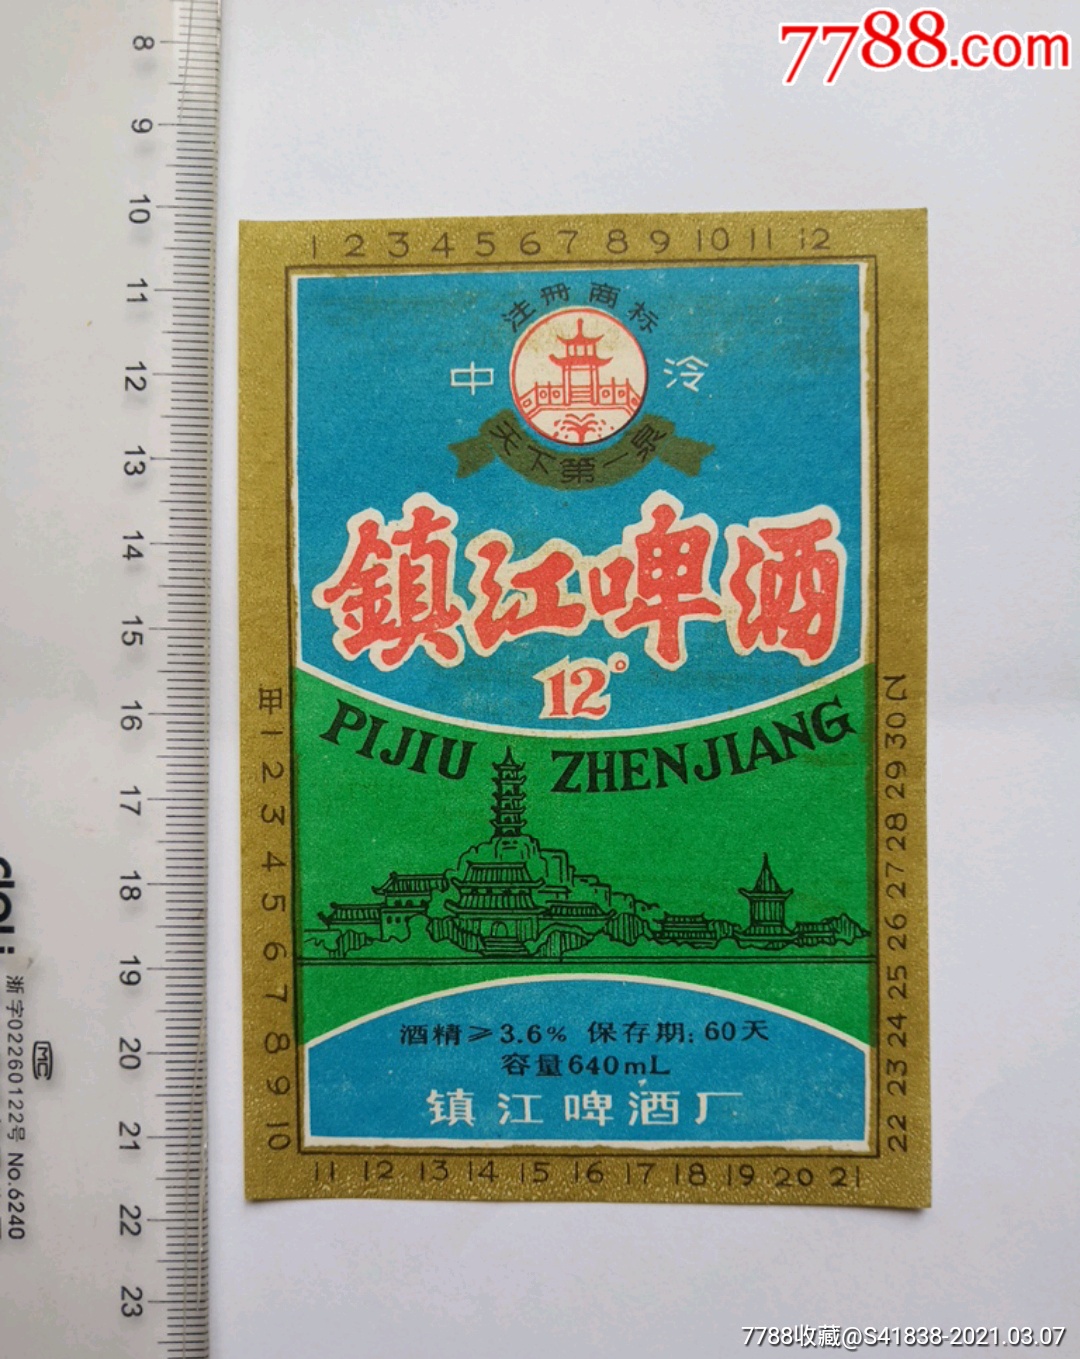 7788.com
8
9
10
11
12
13
14
15
16
17
18
19
20
21
22
23
浙字02260122号 No.6240
MC
1 2 3 4 5 6 7 8 9 10 11 12
注册商标
中 泠
天下第一泉
鎮江啤酒
12°
PIJIU ZHENJIANG
酒精≥3.6% 保存期:60天
容量640mL
镇江啤酒厂
甲 1 2 3 4 5 6 7 8 9 10
11 12 13 14 15 16 17 18 19 20 21
22 23 24 25 26 27 28 29 30 乙
7788收藏@S41838-2021.03.07